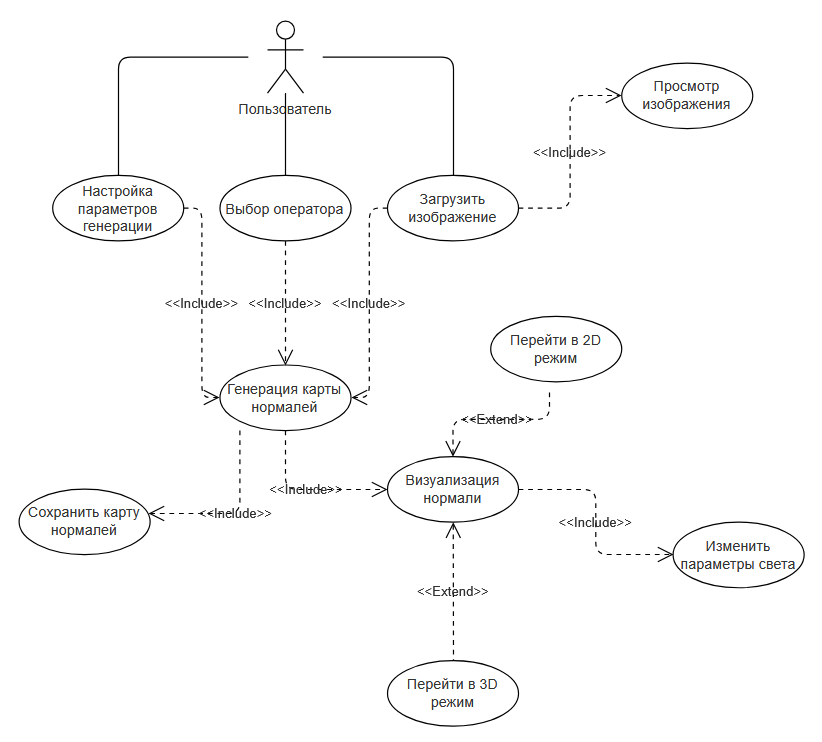 Пользователь
Просмотр
изображения
<<Include>>
Настройка
параметров
генерации
Выбор оператора
Загрузить
изображение
<<Include>>
<<Include>>
<<Include>>
Перейти в 2D
режим
Генерация карты
нормалей
<<Extend>>
Визуализация
нормали
<<Include>>
Сохранить карту
нормалей
<<Include>>
<<Include>>
Изменить
параметры света
<<Extend>>
Перейти в 3D
режим